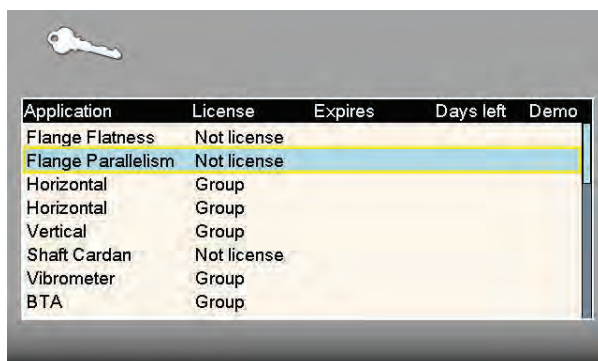 Application License Expires Days left Demo
Flange Flatness Not license
Flange Parallelism Not license
Horizontal Group
Horizontal Group
Vertical Group
Shaft Cardan Not license
Vibrometer Group
BTA Group